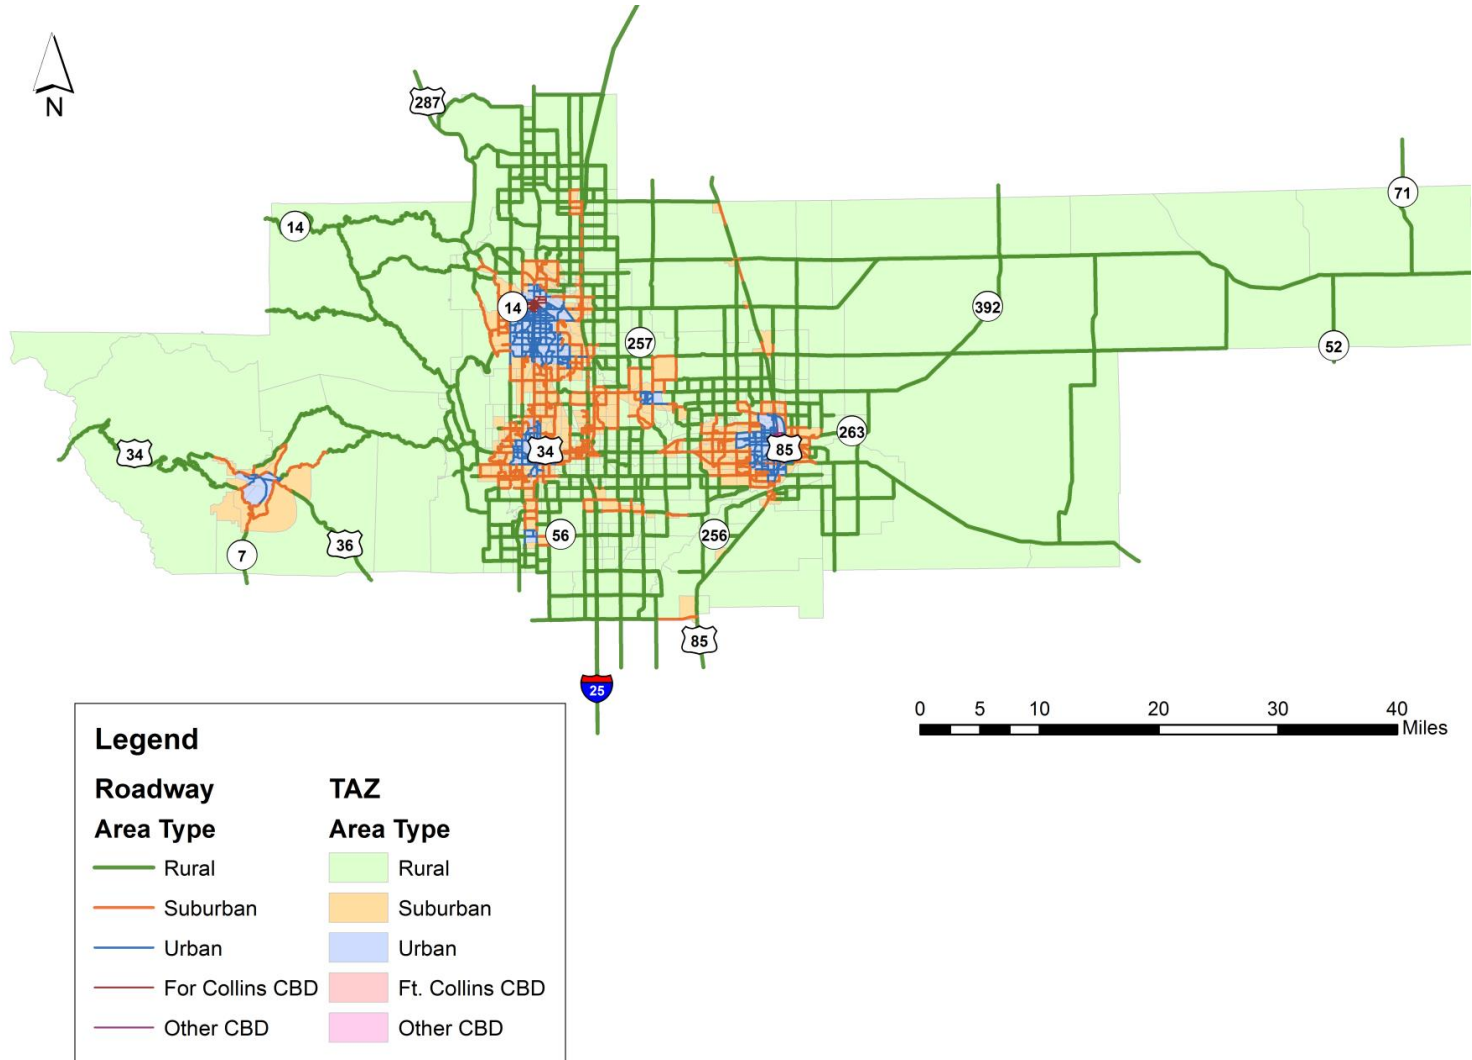 N
287
71
14
14
392
257
52
263
34
34
85
56
256
7
36
85
25
0 5 10 20 30 40
Miles
Legend
Roadway TAZ
Area Type Area Type
Rural Rural
Suburban Suburban
Urban Urban
For Collins CBD Ft. Collins CBD
Other CBD Other CBD